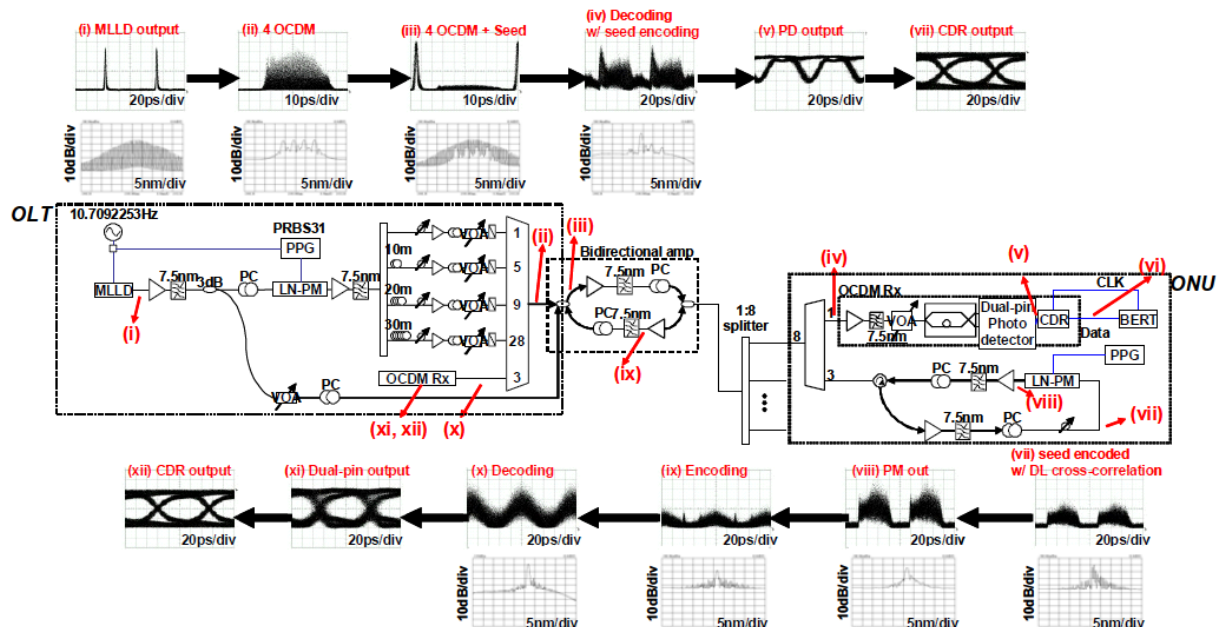 (i) MLLD output
(ii) 4 OCDM
(iii) 4 OCDM + Seed
(iv) Decoding
w/ seed encoding)
(v) PD output
(vii) CDR output
20ps/div
10ps/div
10ps/div
20ps/div
20ps/div
20ps/div
10dB/div
5nm/div
5nm/div
5nm/div
OLT
10.7092253Hz
PRBS31
PPG
7.5nm
3dB
PC
7.5nm
MLLD
LN-PM
(i)
10m
20m
30m
VOA
VOA
VOA
VOA
1
5
9
28
3
OCDM Rx
VOA
PC
(xi, xii)
(x)
(ii)
(iii)
Bidirectional amp
7.5nm
PC
PC
7.5nm
(ix)
1:8
splitter
8
1
3
(iv)
(v)
(vi)
ONU
OCDM Rx
CLK
VOA
7.5nm
Dual-pin
Photo
detector
CDR
BERT
Data
PPG
PC
7.5nm
LN-PM
(viii)
7.5nm
PC
(vii)
(xii) CDR output
(xi) Dual-pin output
(x) Decoding
(ix) Encoding
(viii) PM out
(vii) seed encoded
w/ DL cross-correlation)
20ps/div
20ps/div
20ps/div
20ps/div
20ps/div
20ps/div
10dB/div
5nm/div
10dB/div
5nm/div
10dB/div
5nm/div
10dB/div
5nm/div